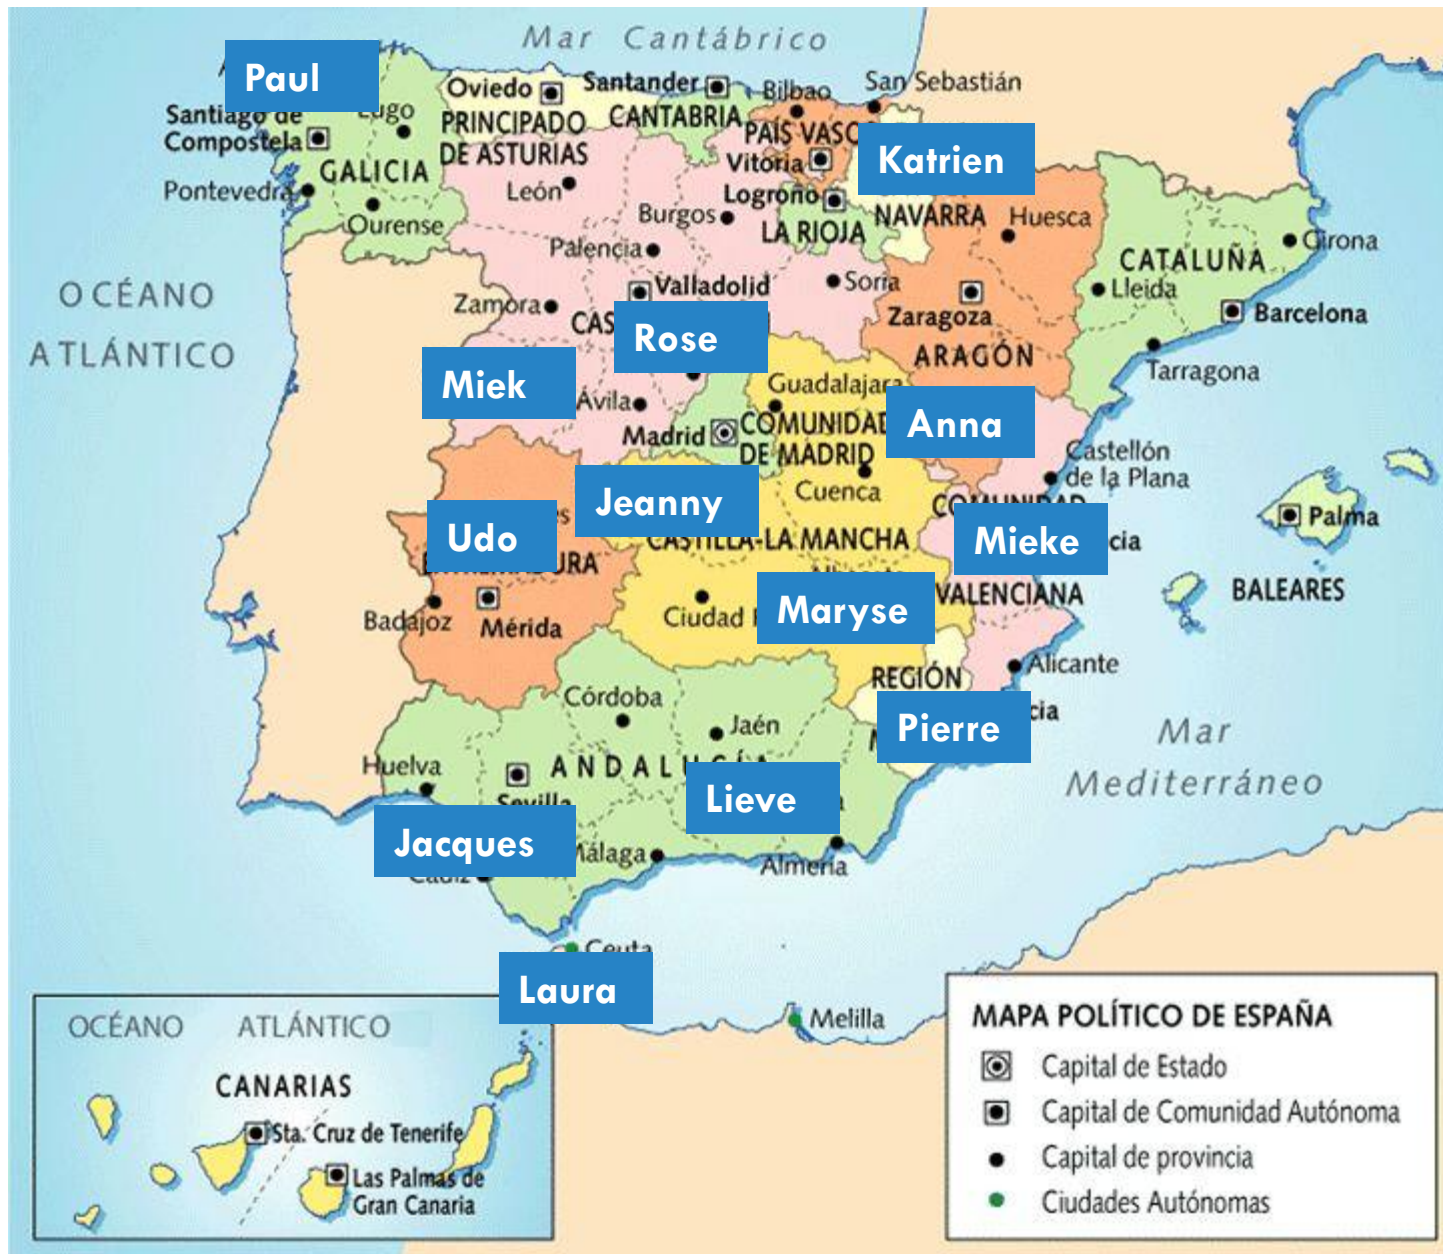 Mar Cantábrico
Paul
Oviedo
Santander
Bilbao
San Sebastián
Santiago de
Compostela
Lugo
PRINCIPADO
DE ASTURIAS
CANTABRIA
PAÍS VASCO
Vitoria
Katrien
GALICIA
Pontevedra
León
Logroño
Burgos
NAVARRA
Huesca
Ourense
LA RIOJA
Palencia
CATALUÑA
Girona
OCÉANO
ATLÁNTICO
Zamora
Valladolid
Soria
Lleida
Zaragoza
Barcelona
Rose
ARAGÓN
Tarragona
Miek
Ávila
Guadalajara
Madrid
COMUNIDAD
DE MADRID
Anna
Castellón
de la Plana
Cuenca
Jeanny
COMUNIDAD
Palma
Udo
CASTILLA-LA MANCHA
Mieke
VALENCIANA
BALEARES
Badajoz
Mérida
Ciudad
Maryse
REGIÓN
Alicante
Córdoba
Jaén
Pierre
Mar
Mediterráneo
Huelva
ANDALUCÍA
Sevilla
Lieve
Jacques
Málaga
Almería
Cádiz
Ceuta
Laura
Melilla
OCÉANO ATLÁNTICO
CANARIAS
Sta. Cruz de Tenerife
Las Palmas de
Gran Canaria
MAPA POLÍTICO DE ESPAÑA
Capital de Estado
Capital de Comunidad Autónoma
Capital de provincia
Ciudades Autónomas